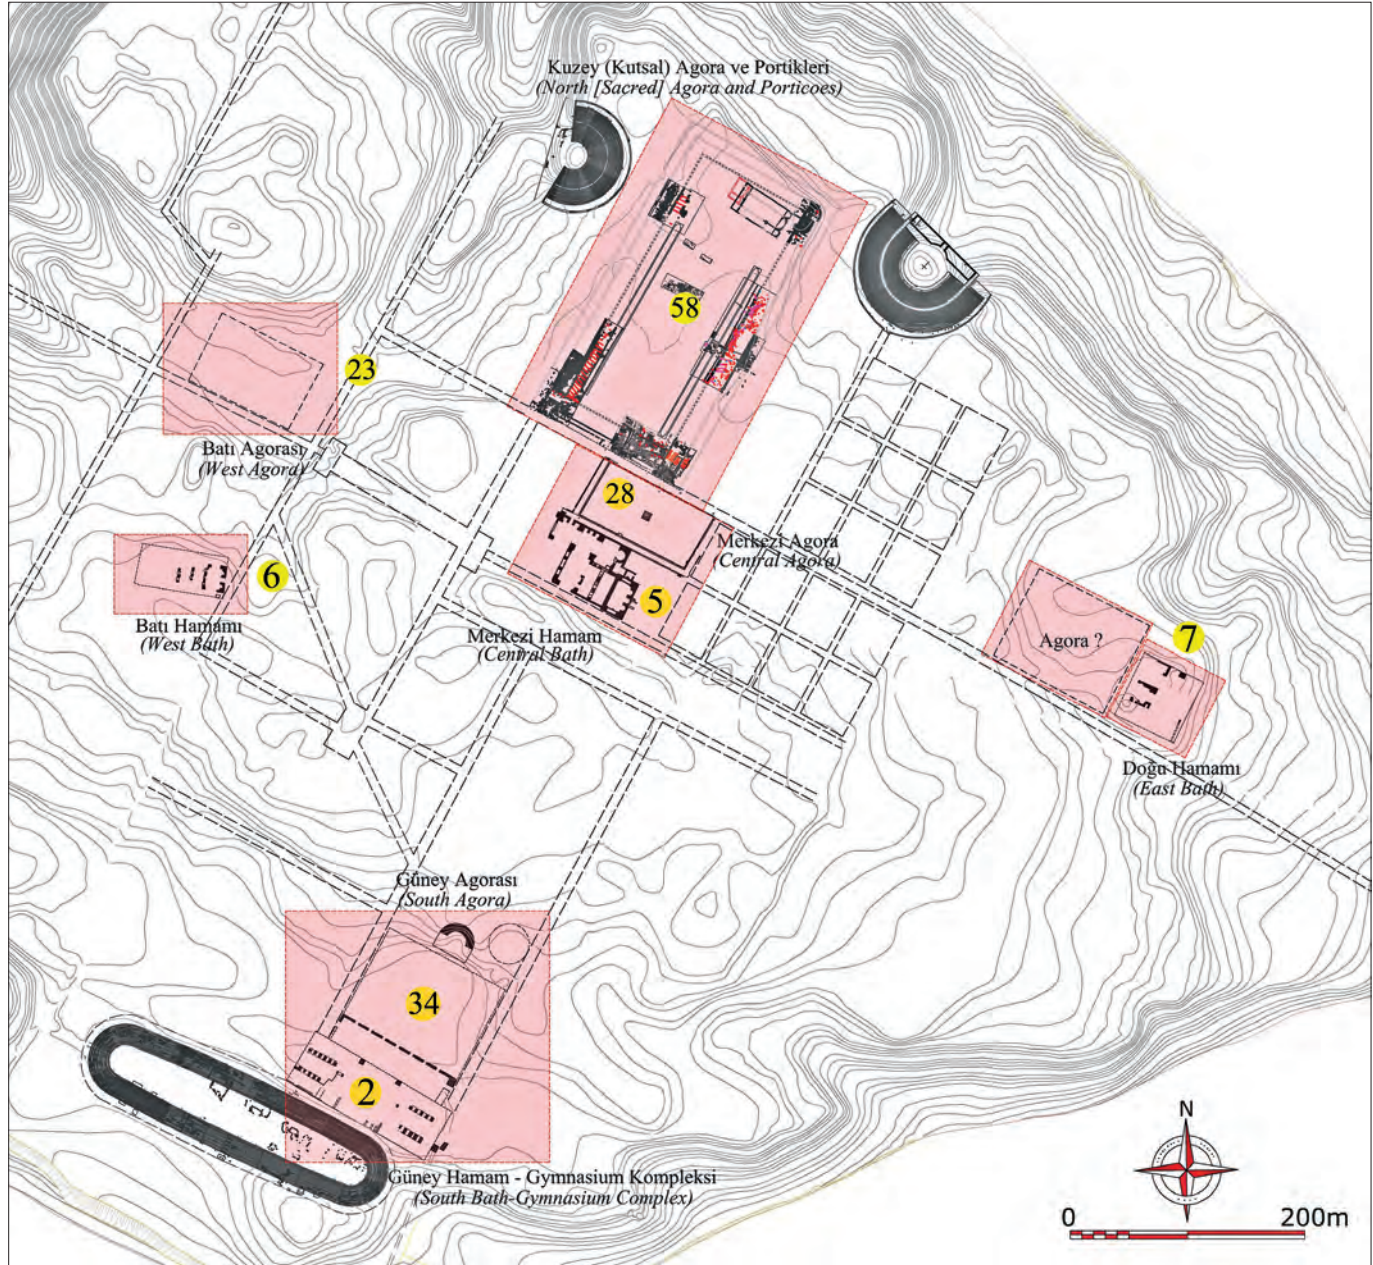 Kuzey (Kutsal) Agora ve Portikleri
(North [Sacred] Agora and Porticoes)
58
23
Batı Agorası
(West Agora)
28
Merkezi Agora
(Central Agora)
6
5
Batı Hamamı
(West Bath)
Merkezi Hamam
(Central Bath)
Agora ?
7
Doğu Hamamı
(East Bath)
Güney Agorası
(South Agora)
34
2
Güney Hamam - Gymnasium Kompleksi
(South Bath-Gymnasium Complex)
N
0 200m